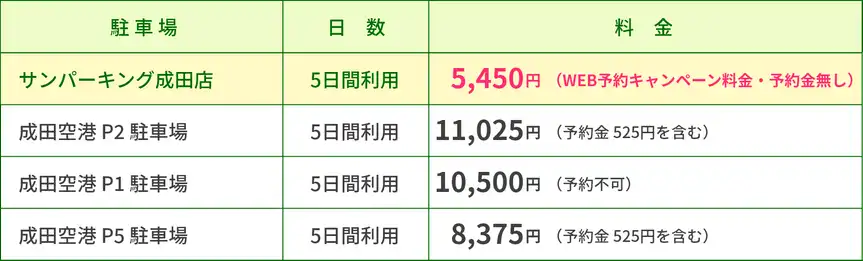 駐車場 日数 料金
サンパーキング成田店 5日間利用 5,450円 （WEB予約キャンペーン料金・予約金無し）
成田空港 P2 駐車場 5日間利用 11,025円 （予約金 525円を含む）
成田空港 P1 駐車場 5日間利用 10,500円 （予約不可）
成田空港 P5 駐車場 5日間利用 8,375円 （予約金 525円を含む）